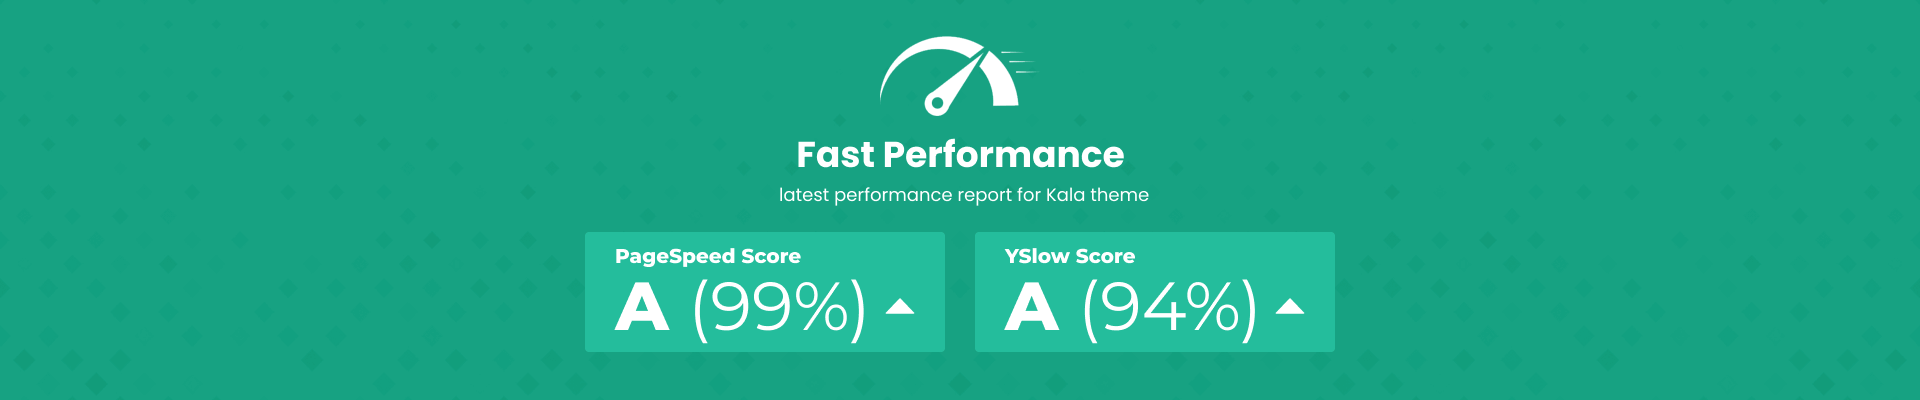 Fast Performance
latest performance report for Kala theme
PageSpeed Score
A (99%)
YSlow Score
A (94%)